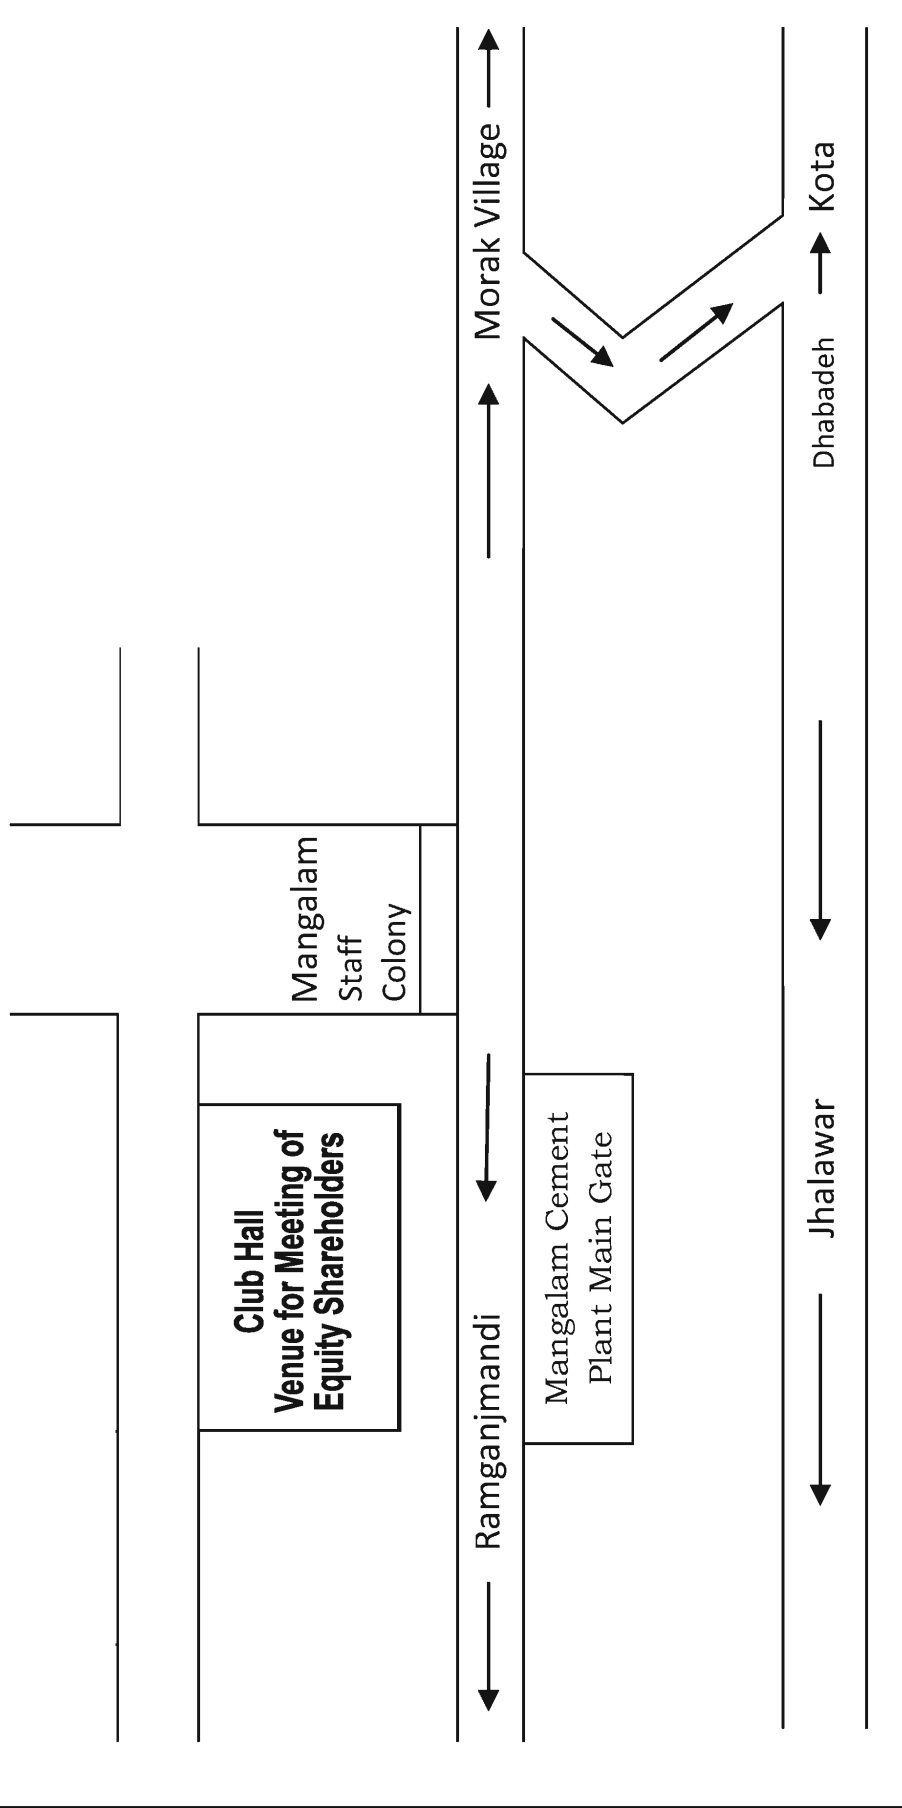 Club Hall
Venue for Meeting of
Equity Shareholders
Mangalam
Staff
Colony
Ramganjmandi
Morak Village
Mangalam Cement
Plant Main Gate
Jhalawar
Dhabadeh
Kota